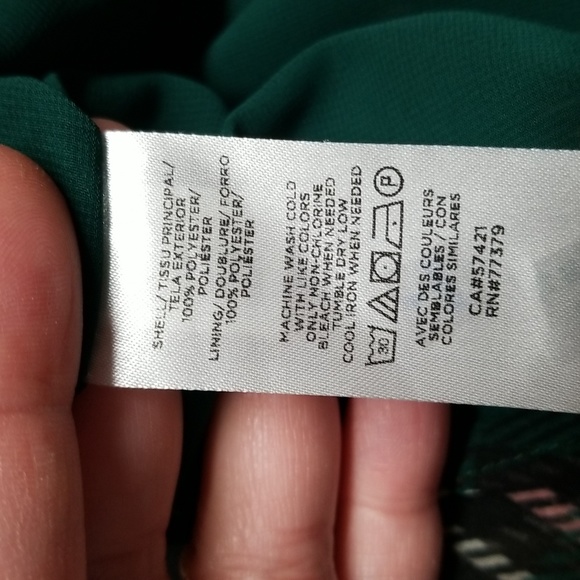 SHELL/ TISSU PRINCIPAL/
TELA EXTERIOR
100% POLYESTER/
POLIÉSTER
LINING/ DOUBLURE/ FORRO
100% POLYESTER/
POLIÉSTER
MACHINE WASH COLD
WITH LIKE COLORS
ONLY NON-CHLORINE
BLEACH WHEN NEEDED
TUMBLE DRY LOW
COOL IRON WHEN NEEDED
30
P
AVEC DES COULEURS
SEMBLABLES / CON
COLORES SIMILARES
CA#57421
RN#77379